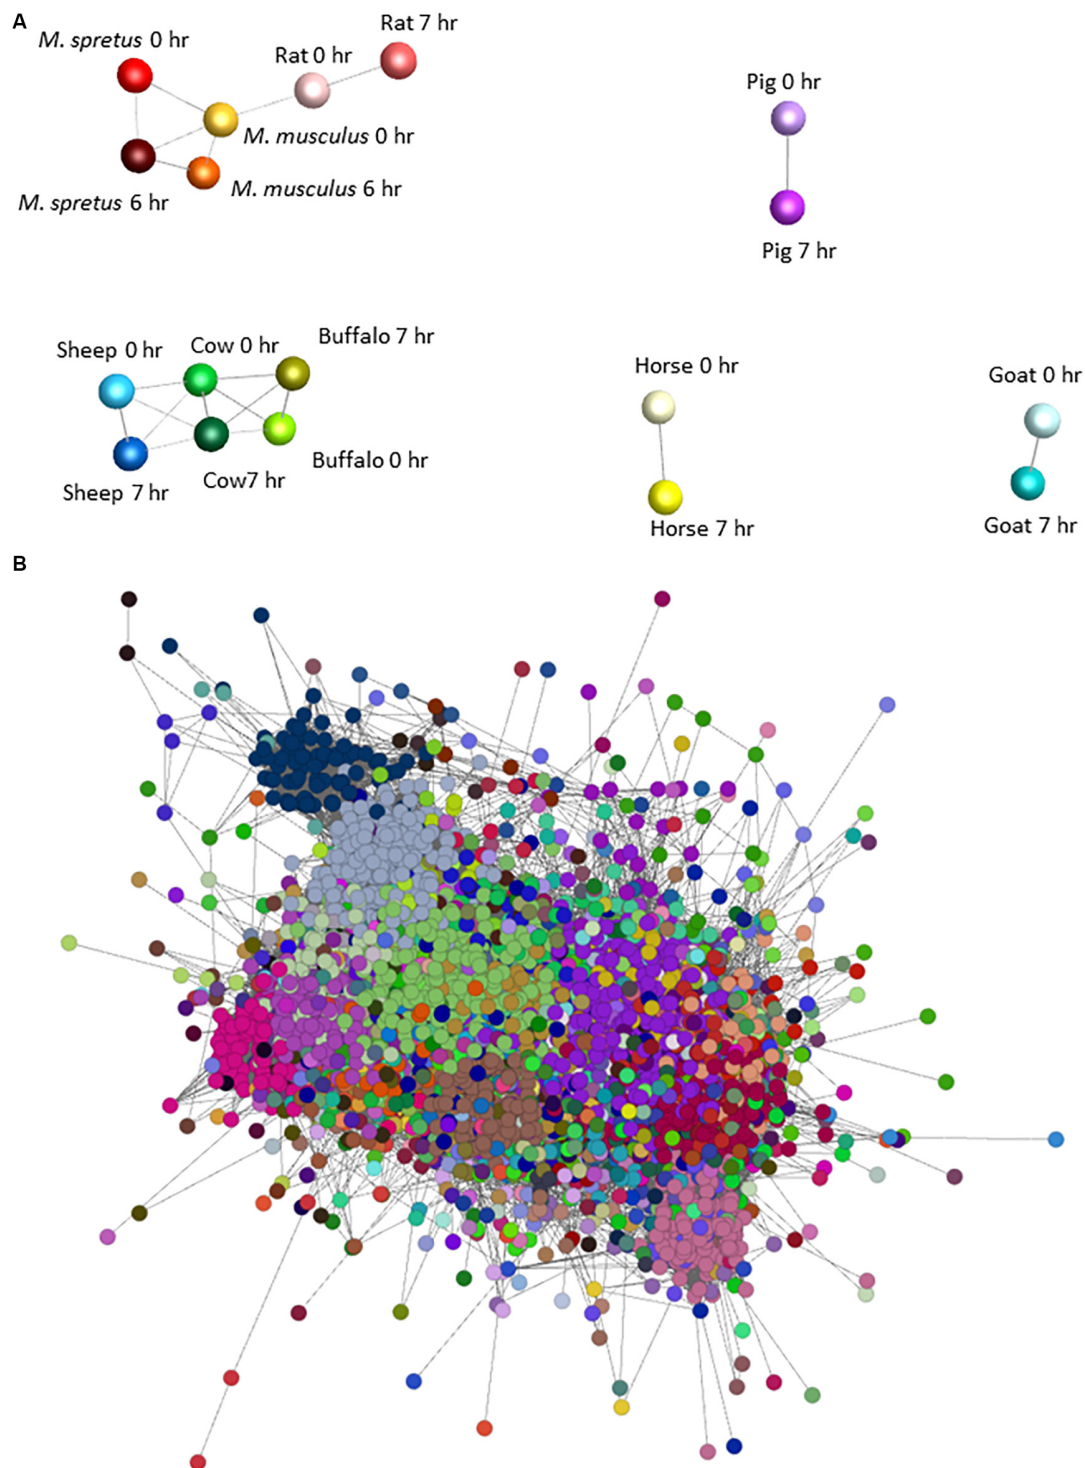 A
Rat 7 hr
M. spretus 0 hr
Rat 0 hr
Pig 0 hr
M. musculus 0 hr
M. musculus 6 hr
M. spretus 6 hr
Pig 7 hr
Buffalo 7 hr
Sheep 0 hr
Cow 0 hr
Horse 0 hr
Goat 0 hr
Buffalo 0 hr
Cow7 hr
Sheep 7 hr
Horse 7 hr
Goat 7 hr
B